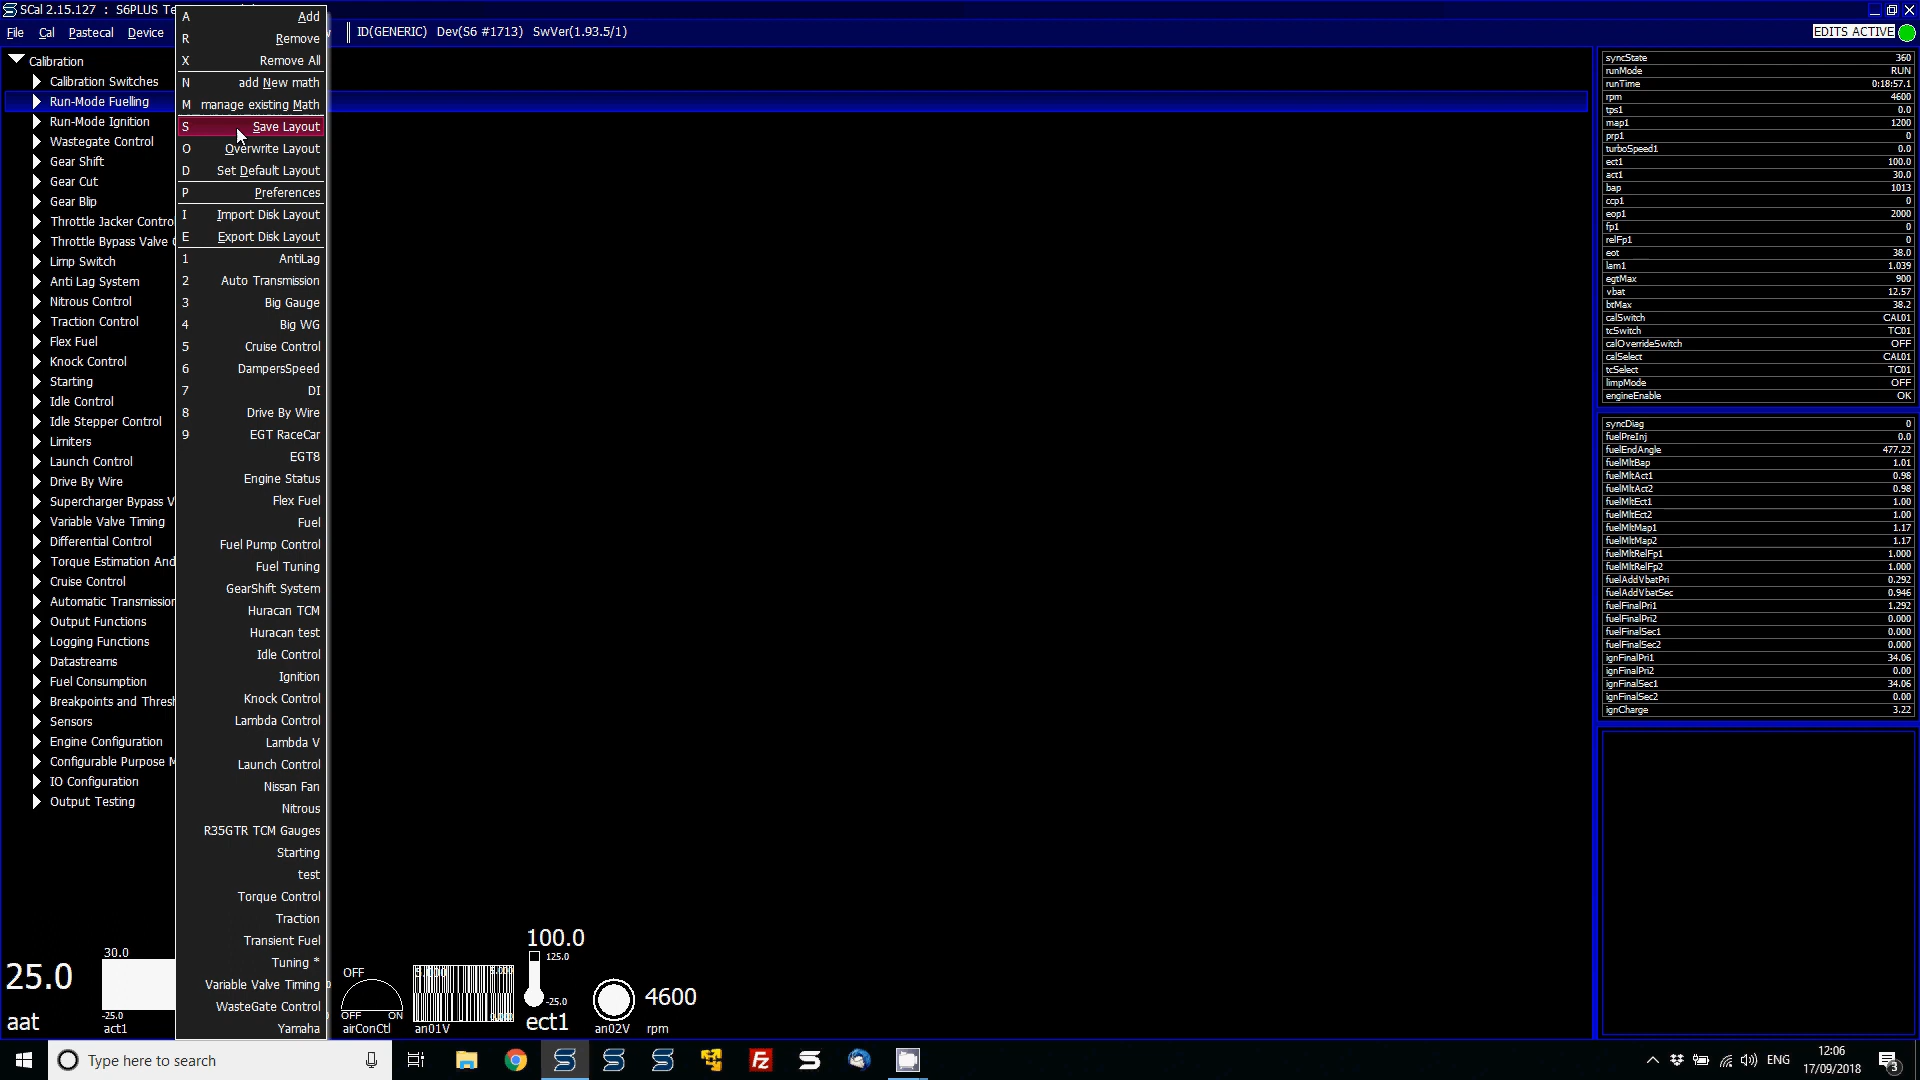 SCal 2.15.127 : S6PLUS Te
File Cal Pastecal Device
ID(GENERIC) Dev(S6 #1713) SwVer(1.93.5/1)
EDITS ACTIVE
Calibration
Calibration Switches
Run-Mode Fuelling
Run-Mode Ignition
Wastegate Control
Gear Shift
Gear Cut
Gear Blip
Throttle Jacker Contro
Throttle Bypass Valve
Limp Switch
Anti Lag System
Nitrous Control
Traction Control
Flex Fuel
Knock Control
Starting
Idle Control
Idle Stepper Control
Limiters
Launch Control
Drive By Wire
Supercharger Bypass V
Variable Valve Timing
Differential Control
Torque Estimation And
Cruise Control
Automatic Transmission
Output Functions
Logging Functions
Datastreams
Fuel Consumption
Breakpoints and Thresh
Sensors
Engine Configuration
Configurable Purpose M
IO Configuration
Output Testing
A Add
R Remove
X Remove All
N add New math
M manage existing Math
S Save Layout
O Overwrite Layout
D Set Default Layout
P Preferences
I Import Disk Layout
E Export Disk Layout
1 AntiLag
2 Auto Transmission
3 Big Gauge
4 Big WG
5 Cruise Control
6 DampersSpeed
7 DI
8 Drive By Wire
9 EGT RaceCar
EGT8
Engine Status
Flex Fuel
Fuel
Fuel Pump Control
Fuel Tuning
GearShift System
Huracan TCM
Huracan test
Idle Control
Ignition
Knock Control
Lambda Control
Lambda V
Launch Control
Nissan Fan
Nitrous
R35GTR TCM Gauges
Starting
test
Torque Control
Traction
Transient Fuel
Tuning *
Variable Valve Timing
WasteGate Control
Yamaha
syncState 360
runMode RUN
runTime 0:18:57.1
rpm 4600
tps1 0.0
map1 1200
prp1 0
turboSpeed1 0.0
ect1 100.0
act1 30.0
bap 1013
ccp1 0
eop1 2000
fp1 0
relFp1 0
eot 38.0
lam1 1.039
egtMax 900
vbat 12.57
btMax 38.2
calSwitch CAL01
tcSwitch TC01
calOverrideSwitch OFF
calSelect CAL01
tcSelect TC01
limpMode OFF
engineEnable OK
syncDiag 0
fuelPreInj 0.0
fuelEndAngle 477.22
fuelMltBap 1.01
fuelMltAct1 0.98
fuelMltAct2 0.98
fuelMltEct1 1.00
fuelMltEct2 1.00
fuelMltMap1 1.17
fuelMltMap2 1.17
fuelMltRelFp1 1.000
fuelMltRelFp2 1.000
fuelAddVbatPri 0.292
fuelAddVbatSec 0.946
fuelFinalPri1 1.292
fuelFinalPri2 0.000
fuelFinalSec1 0.000
fuelFinalSec2 0.000
ignFinalPri1 34.06
ignFinalPri2 0.00
ignFinalSec1 34.06
ignFinalSec2 0.00
ignCharge 3.22
25.0
aat
30.0
-25.0
act1
OFF
OFF ON
airConCtl
an01V
100.0
125.0
-25.0
ect1
an02V
4600
rpm
Type here to search
ENG
12:06
17/09/2018
3